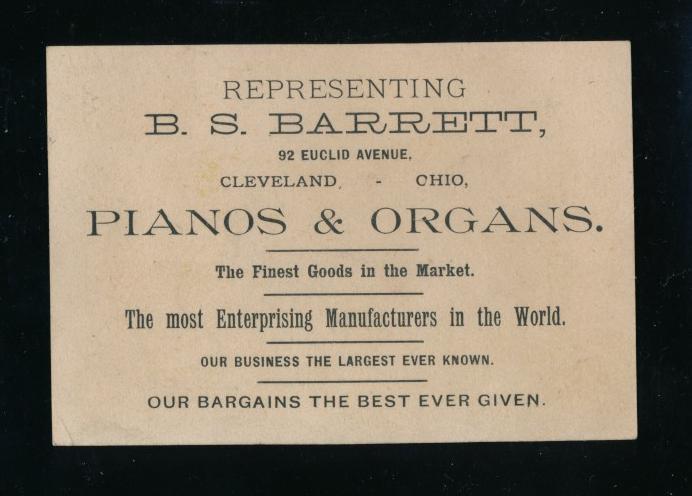 REPRESENTING
B. S. BARRETT,
92 EUCLID AVENUE,
CLEVELAND, - OHIO,
PIANOS & ORGANS.
The Finest Goods in the Market.
The most Enterprising Manufacturers in the World.
OUR BUSINESS THE LARGEST EVER KNOWN.
OUR BARGAINS THE BEST EVER GIVEN.